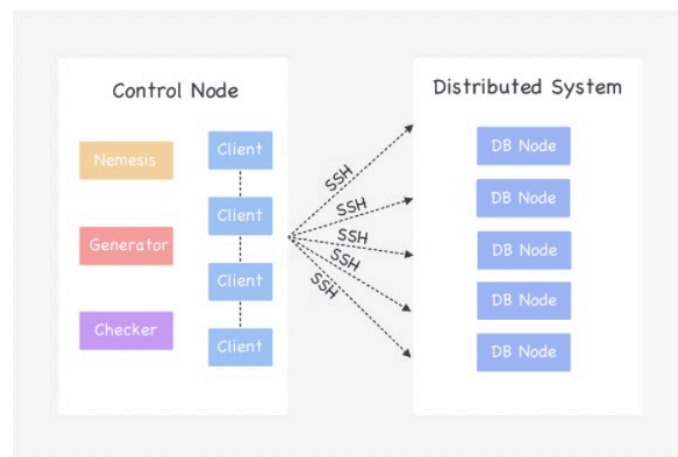 Control Node
Nemesis
Generator
Checker
Client
Client
Client
Client
SSH
SSH
SSH
SSH
SSH
Distributed System
DB Node
DB Node
DB Node
DB Node
DB Node